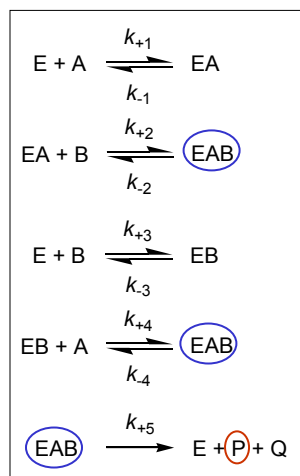 k+1
E + A ⇌ EA
k-1
k+2
EA + B ⇌ EAB
k-2
k+3
E + B ⇌ EB
k-3
k+4
EB + A ⇌ EAB
k-4
k+5
EAB → E + P + Q